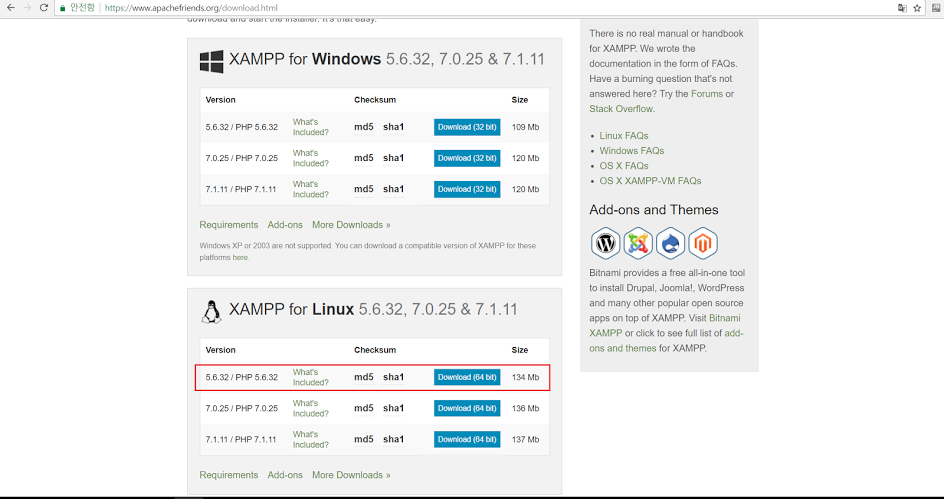 안전함 | https://www.apachefriends.org/download.html
download and start the installer. It's that easy.
XAMPP for Windows 5.6.32, 7.0.25 & 7.1.11
Version Checksum Size
5.6.32 / PHP 5.6.32 What's Included? md5 sha1 Download (32 bit) 109 Mb
7.0.25 / PHP 7.0.25 What's Included? md5 sha1 Download (32 bit) 120 Mb
7.1.11 / PHP 7.1.11 What's Included? md5 sha1 Download (32 bit) 120 Mb
Requirements Add-ons More Downloads »
Windows XP or 2003 are not supported. You can download a compatible version of XAMPP for these
platforms here.
XAMPP for Linux 5.6.32, 7.0.25 & 7.1.11
Version Checksum Size
5.6.32 / PHP 5.6.32 What's Included? md5 sha1 Download (64 bit) 134 Mb
7.0.25 / PHP 7.0.25 What's Included? md5 sha1 Download (64 bit) 136 Mb
7.1.11 / PHP 7.1.11 What's Included? md5 sha1 Download (64 bit) 137 Mb
Requirements Add-ons More Downloads »
There is no real manual or handbook
for XAMPP. We wrote the
documentation in the form of FAQs.
Have a burning question that's not
answered here? Try the Forums or
Stack Overflow.
• Linux FAQs
• Windows FAQs
• OS X FAQs
• OS X XAMPP-VM FAQs
Add-ons and Themes
Bitnami provides a free all-in-one tool
to install Drupal, Joomla!, WordPress
and many other popular open source
apps on top of XAMPP. Visit Bitnami
XAMPP or click to see full list of add-
ons and themes for XAMPP.